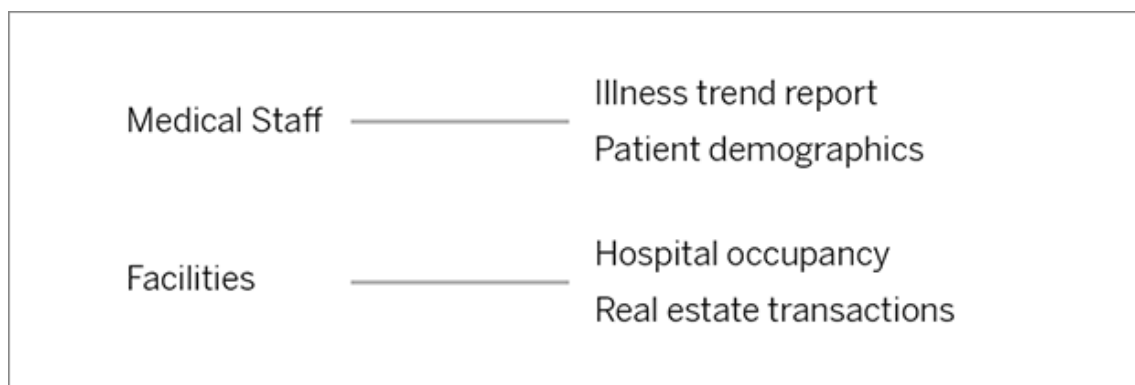 Medical Staff
Illness trend report
Patient demographics
Facilities
Hospital occupancy
Real estate transactions